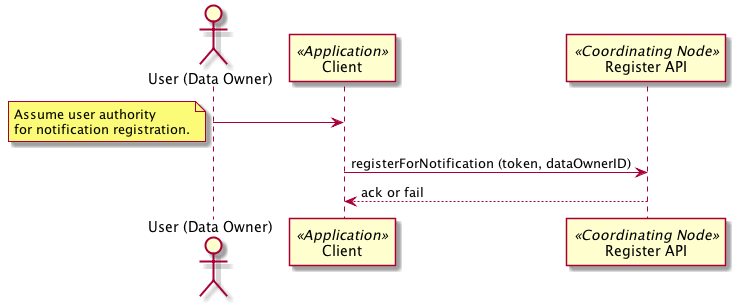 User (Data Owner)
«Application»
Client
«Coordinating Node»
Register API
Assume user authority
for notification registration.
registerForNotification (token, dataOwnerID)
ack or fail
User (Data Owner)
«Application»
Client
«Coordinating Node»
Register API